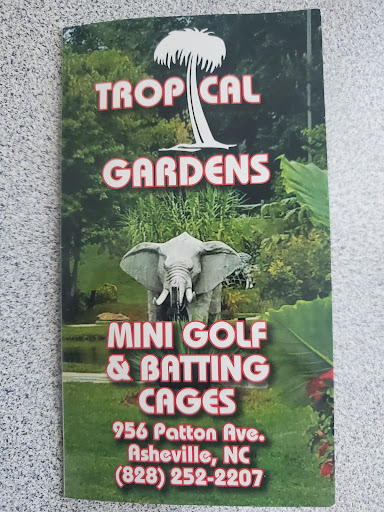 TROPICAL
GARDENS
MINI GOLF
& BATTING
CAGES
956 Patton Ave.
Asheville, NC
(828) 252-2207